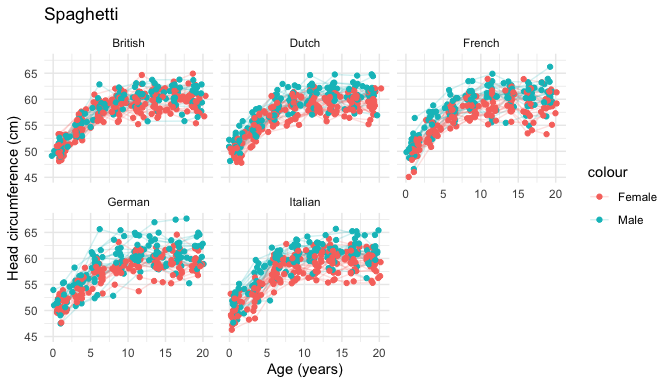 Spaghetti
British Dutch French
65
60
55
50
45
0 5 10 15 20
German Italian
65
60
55
50
45
0 5 10 15 20 0 5 10 15 20
Age (years)
Head circumference (cm)
colour
Female
Male